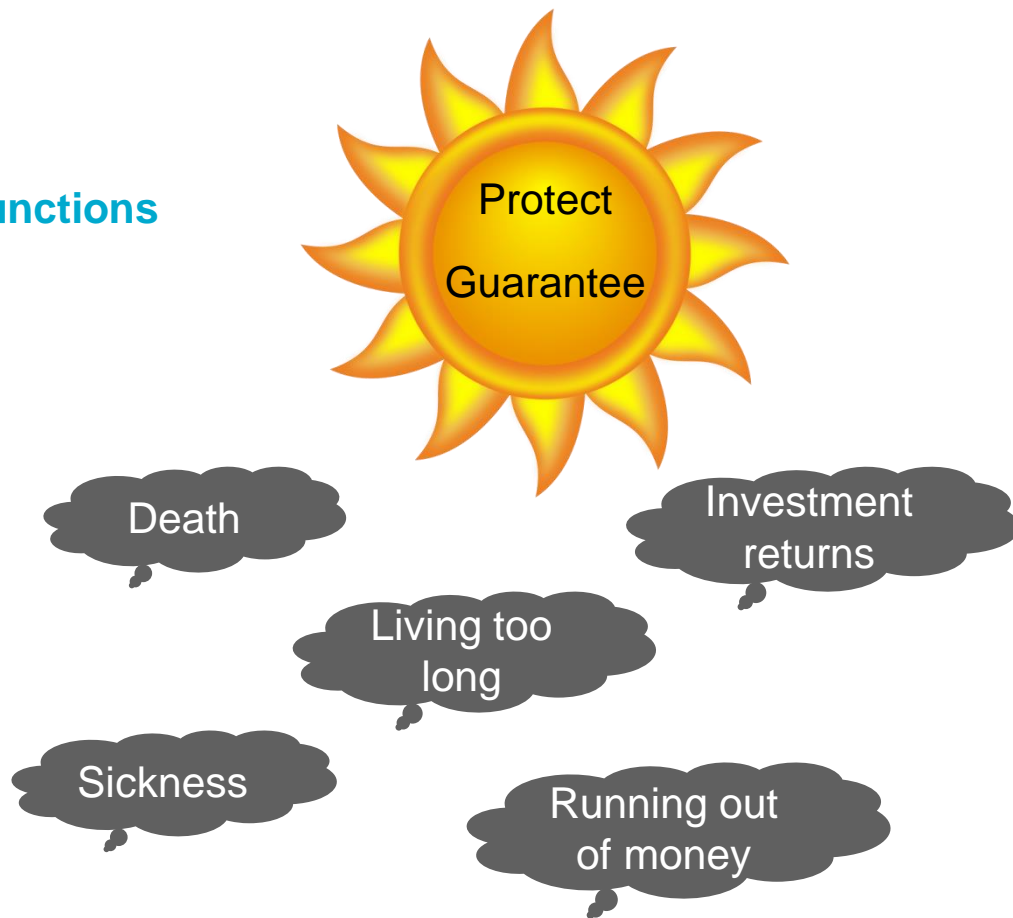 Protect
unctions
Guarantee
Death
Investment
returns
Living too
long
Sickness
Running out
of money